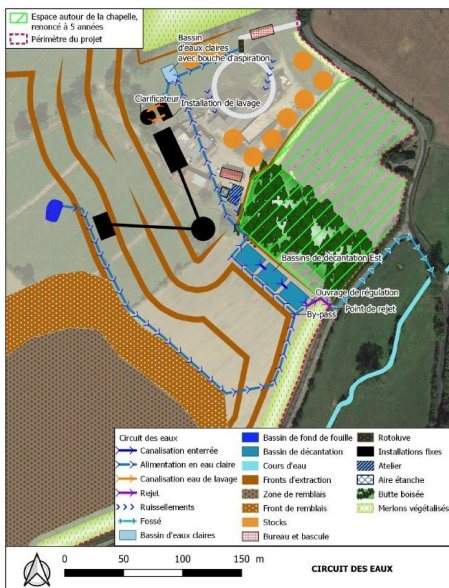 Espace autour de la chapelle,
renoncé à 5 années
Périmètre du projet
Bassin
d'eaux claires
avec bouche d'aspiration
Clarificateur
Installation de lavage
Bassins de décantation Est
Ouvrage de régulation
Point de rejet
By-pass
Circuit des eaux
Canalisation enterrée
Alimentation en eau claire
Canalisation eau de lavage
Rejet
Ruissellements
Fossé
Bassin d'eaux claires
Bassin de fond de fouille
Bassin de décantation
Cours d'eau
Fronts d'extraction
Zone de remblais
Front de remblais
Stocks
Bureau et bascule
Rotoluve
Installations fixes
Atelier
Aire étanche
Butte boisée
Merlons végétalisés
0 50 100 150 m
CIRCUIT DES EAUX